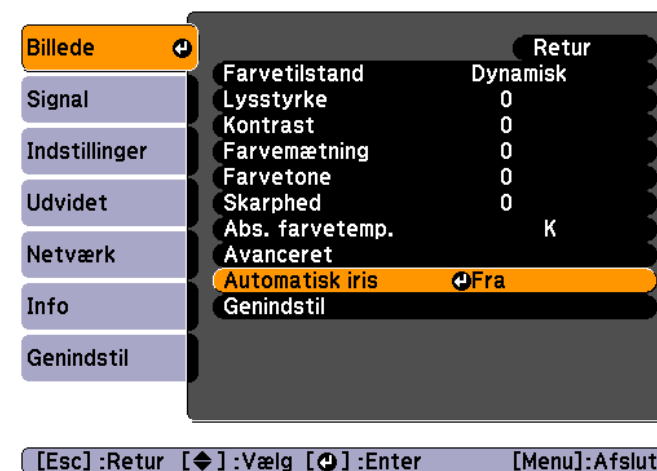 Billede
Signal
Indstillinger
Udvidet
Netværk
Info
Genindstil
Retur
Farvetilstand Dynamisk
Lysstyrke 0
Kontrast 0
Farvemætning 0
Farvetone 0
Skarphed 0
Abs. farvetemp. K
Avanceret
Automatisk iris Fra
Genindstil
[Esc] :Retur [◆] :Vælg [⏎] :Enter [Menu]:Afslut